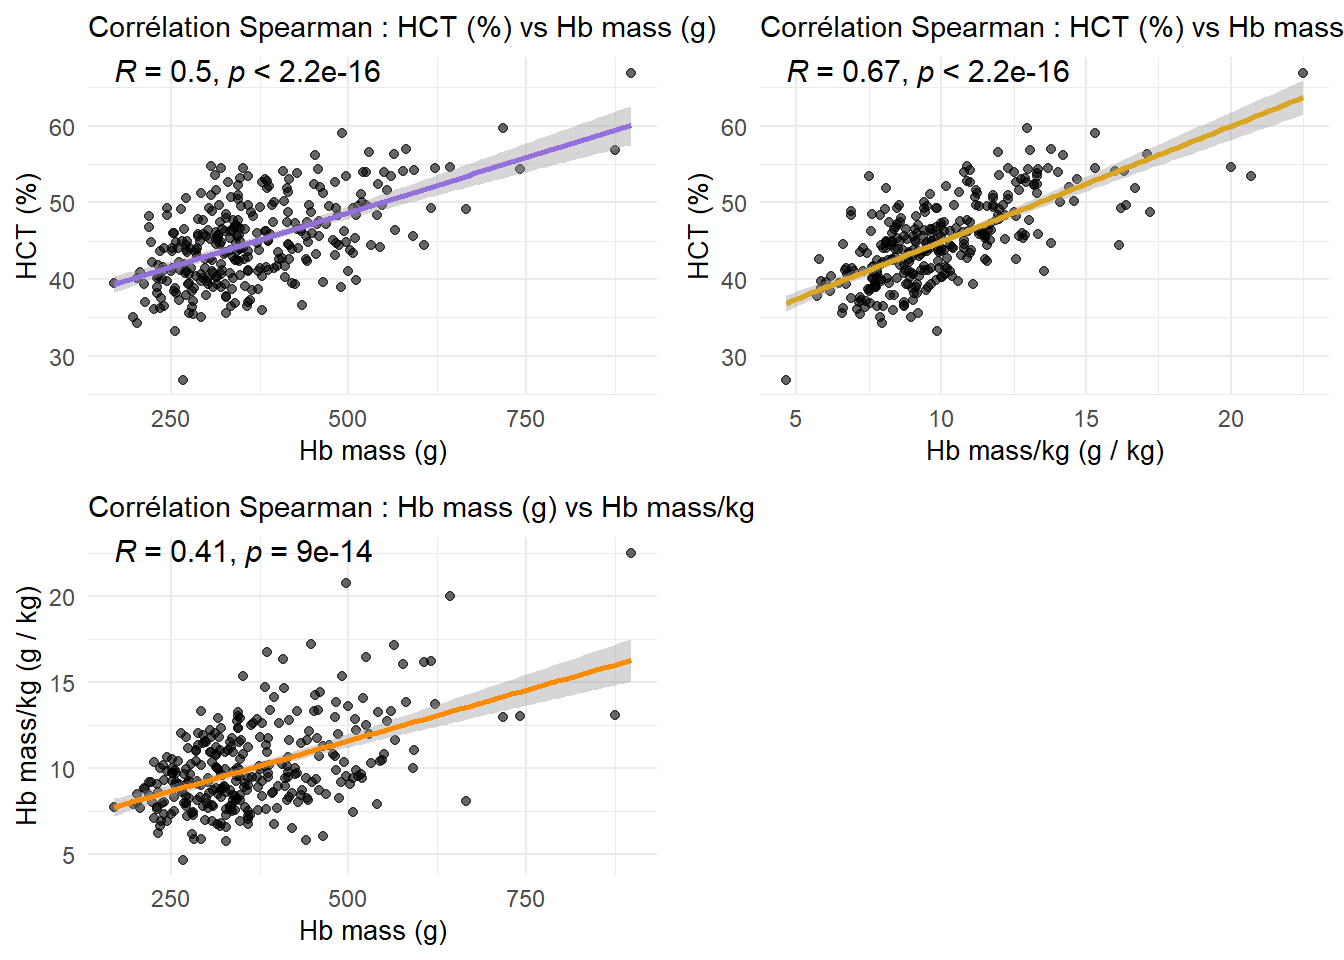 Corrélation Spearman : HCT (%) vs Hb mass (g)
R = 0.5, p < 2.2e-16
HCT (%)
60
50
40
30
250 500 750
Hb mass (g)
Corrélation Spearman : HCT (%) vs Hb mass
R = 0.67, p < 2.2e-16
HCT (%)
60
50
40
30
5 10 15 20
Hb mass/kg (g / kg)
Corrélation Spearman : Hb mass (g) vs Hb mass/kg
R = 0.41, p = 9e-14
Hb mass/kg (g / kg)
20
15
10
5
250 500 750
Hb mass (g)